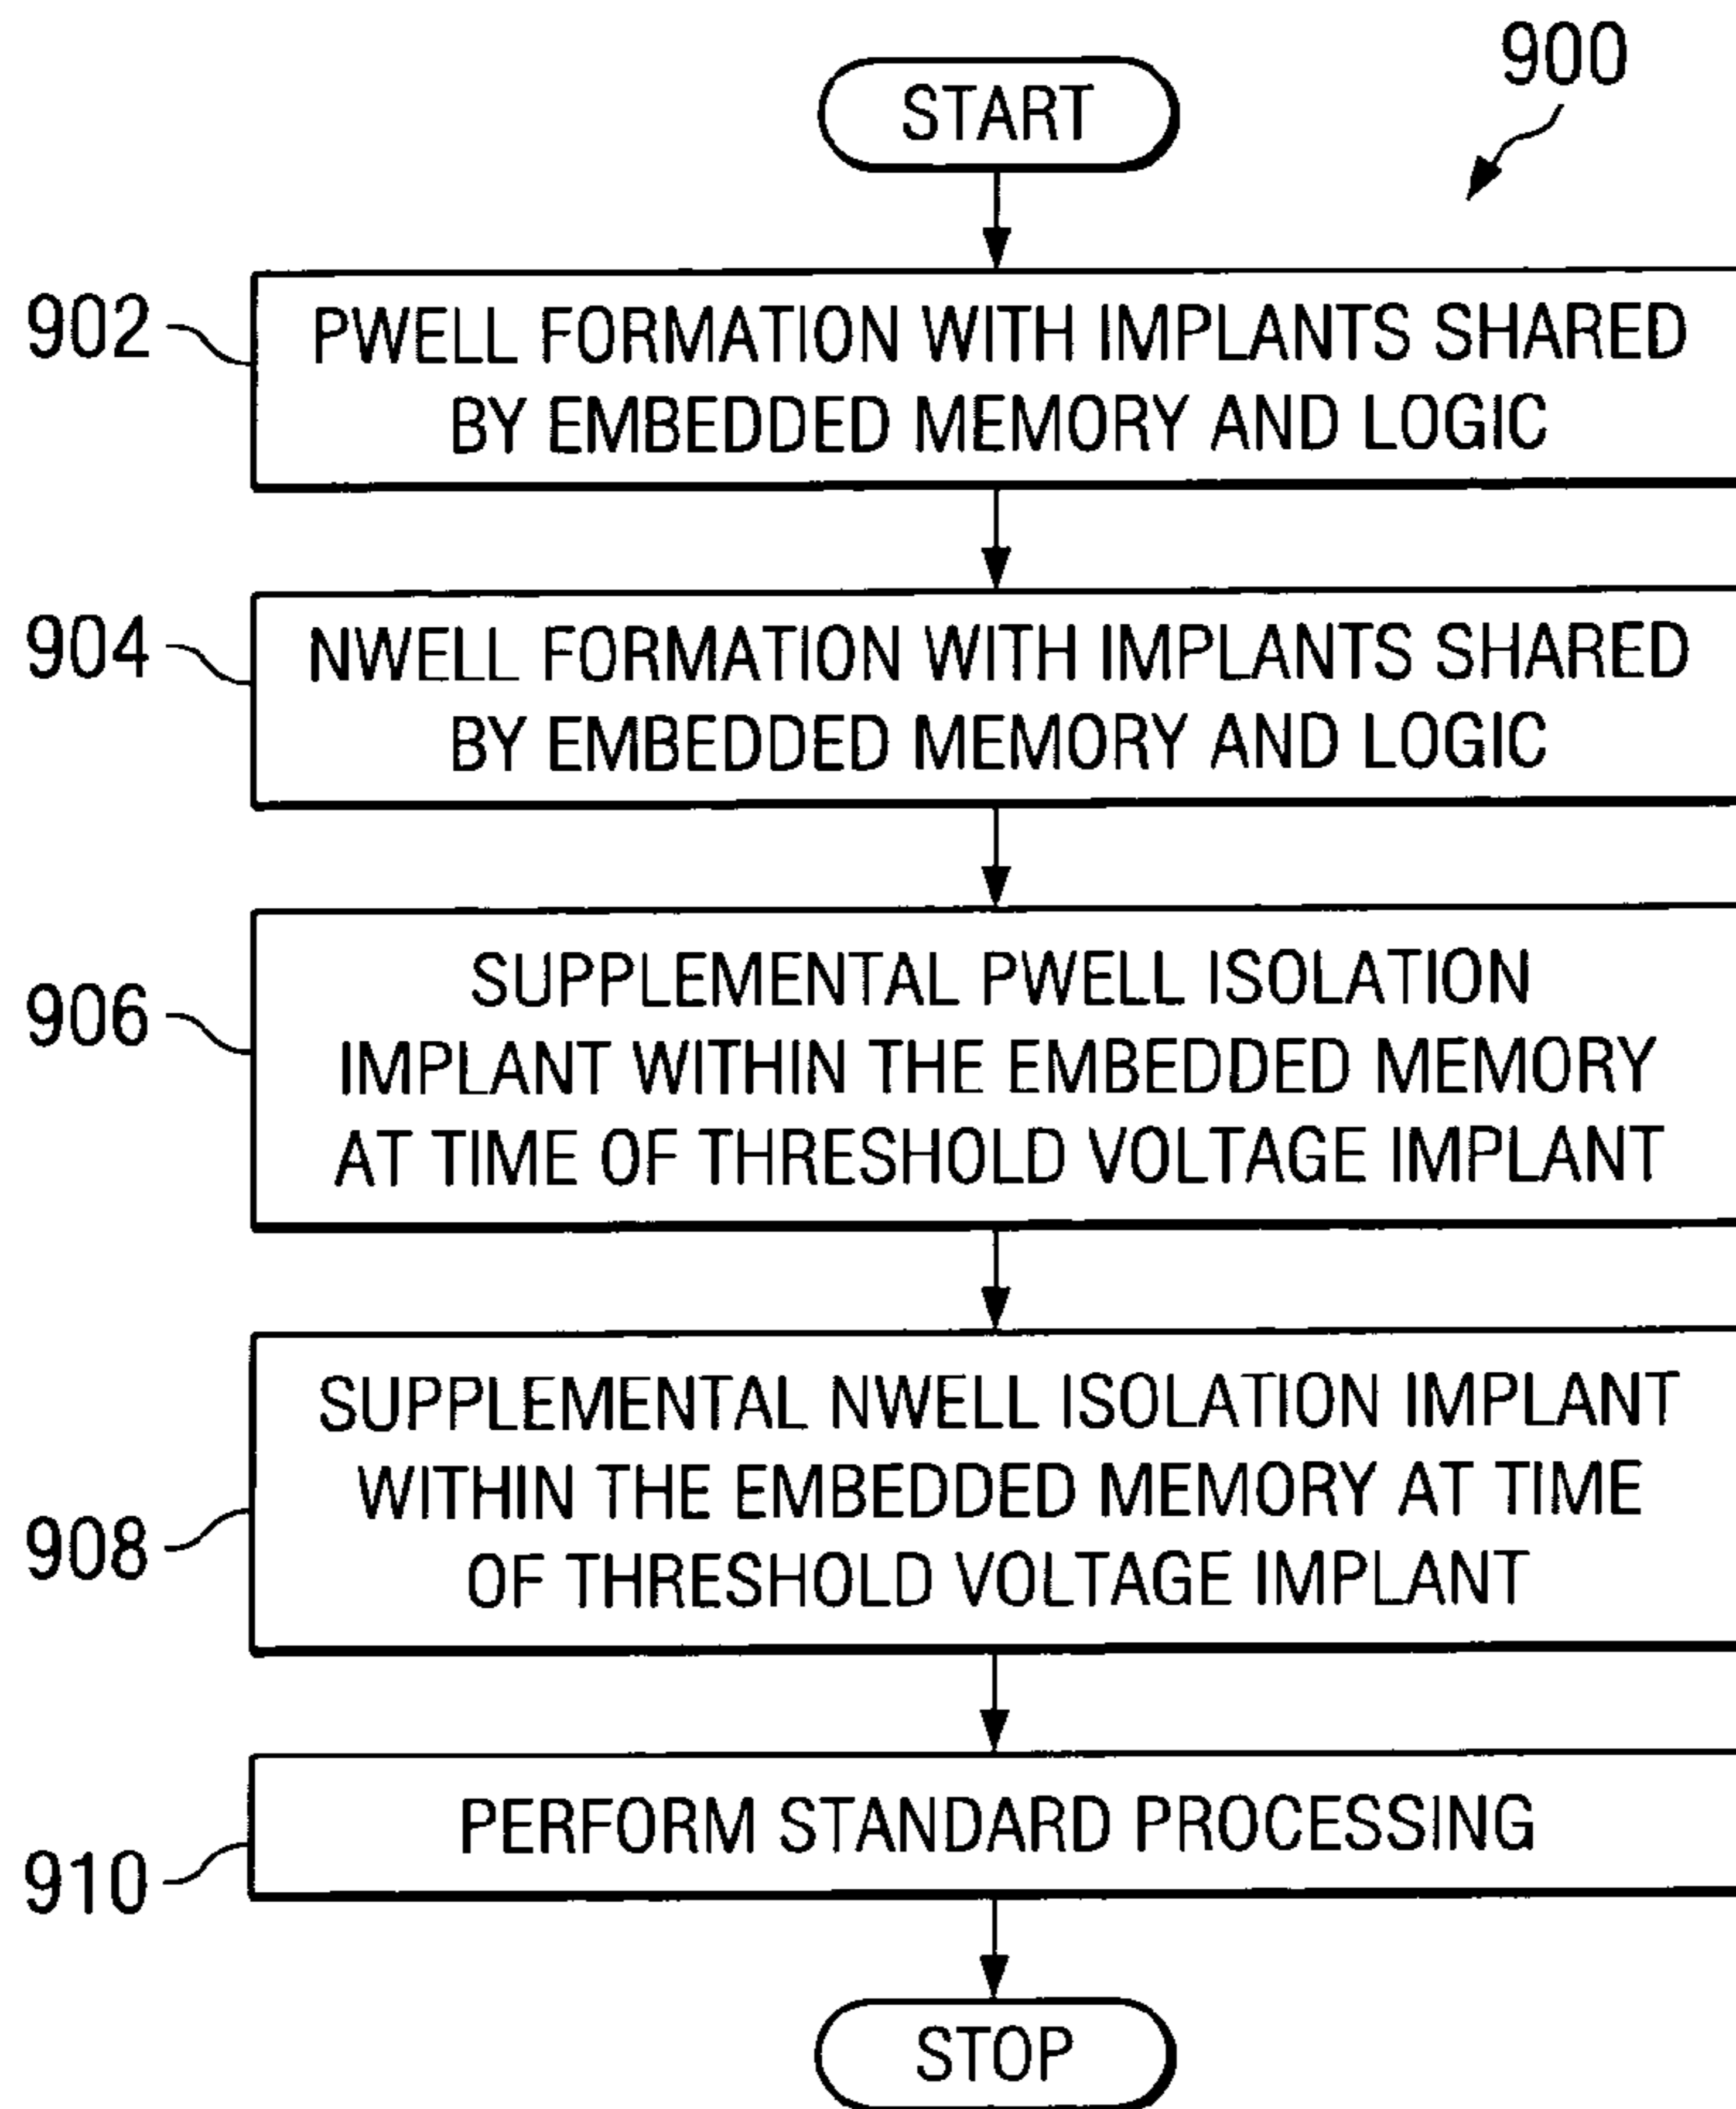 900
START
902
PWELL FORMATION WITH IMPLANTS SHARED
BY EMBEDDED MEMORY AND LOGIC
904
NWELL FORMATION WITH IMPLANTS SHARED
BY EMBEDDED MEMORY AND LOGIC
906
SUPPLEMENTAL PWELL ISOLATION
IMPLANT WITHIN THE EMBEDDED MEMORY
AT TIME OF THRESHOLD VOLTAGE IMPLANT
908
SUPPLEMENTAL NWELL ISOLATION IMPLANT
WITHIN THE EMBEDDED MEMORY AT TIME
OF THRESHOLD VOLTAGE IMPLANT
910
PERFORM STANDARD PROCESSING
STOP